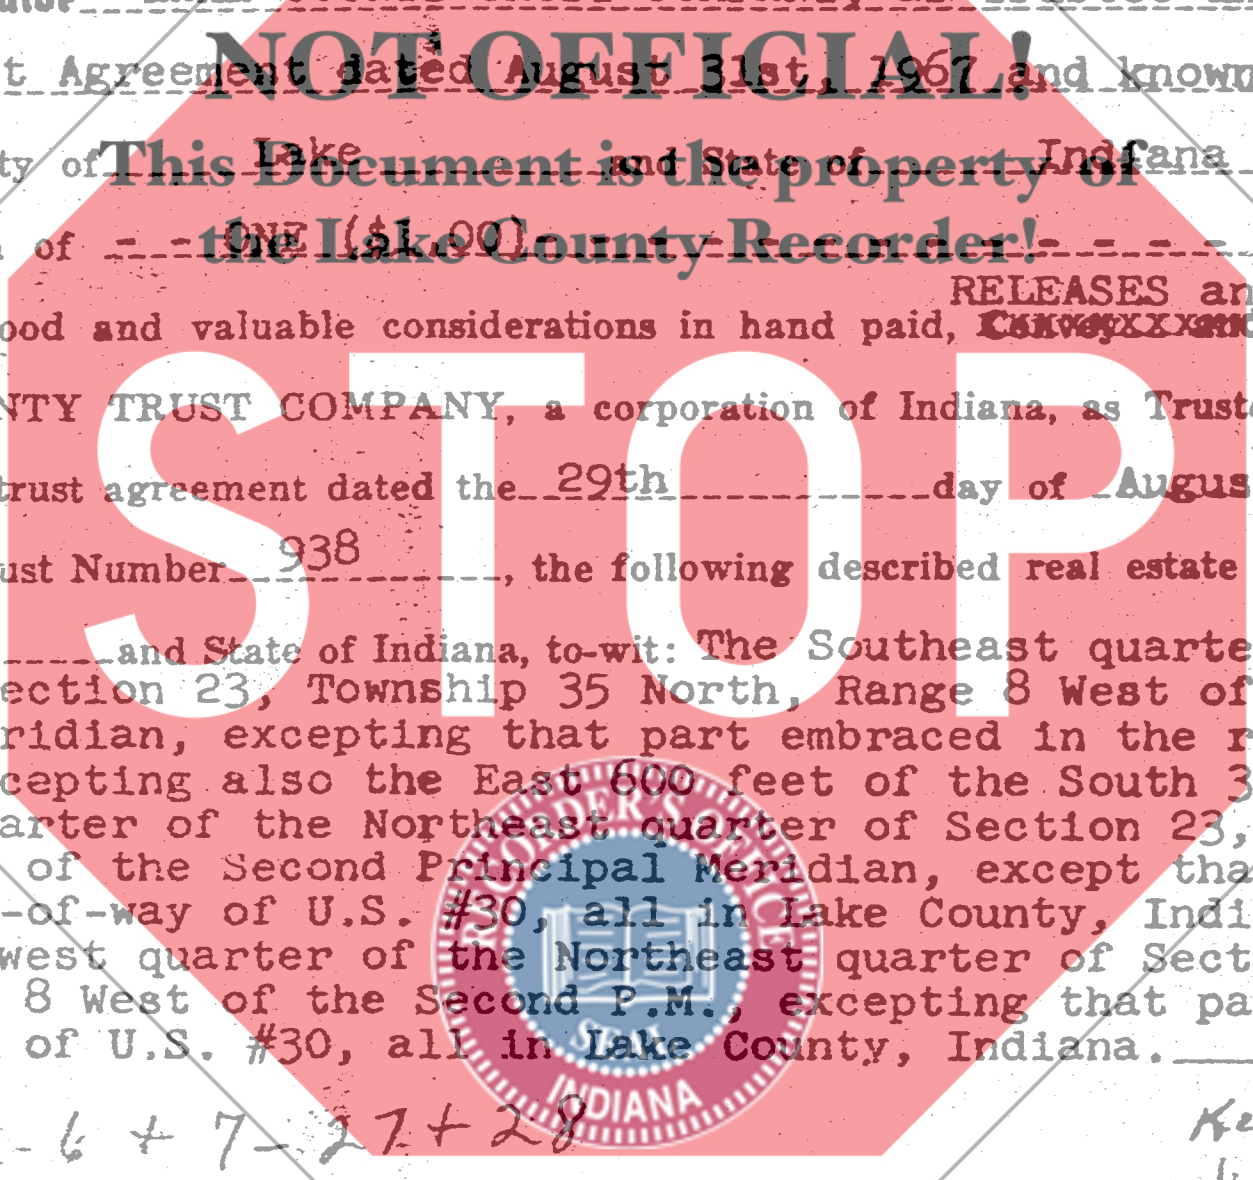 t Agreement dated August 31st, 1967 and known
NOT OFFICIAL!
ty of Lake and State of Indiana
This Document is the property of
of - - ONE ($1.00) - - - - - - - - - - - -
the Lake County Recorder!
RELEASES an
ood and valuable considerations in hand paid, Convey
NTY TRUST COMPANY, a corporation of Indiana, as Trust
trust agreement dated the 29th day of Augus
ust Number 938, the following described real estate
and State of Indiana, to-wit: The Southeast quarte
ection 23, Township 35 North, Range 8 West of
ridian, excepting that part embraced in the r
cepting also the East 600 feet of the South 3
arter of the Northeast quarter of Section 23,
of the Second Principal Meridian, except tha
-of-way of U.S. #30, all in Lake County, Indi
west quarter of the Northeast quarter of Sect
8 West of the Second P.M., excepting that pa
of U.S. #30, all in Lake County, Indiana.
STOP
RECORDER'S OFFICE
SEAL
INDIANA
- 6 + 7 - 27 + 28
Ke